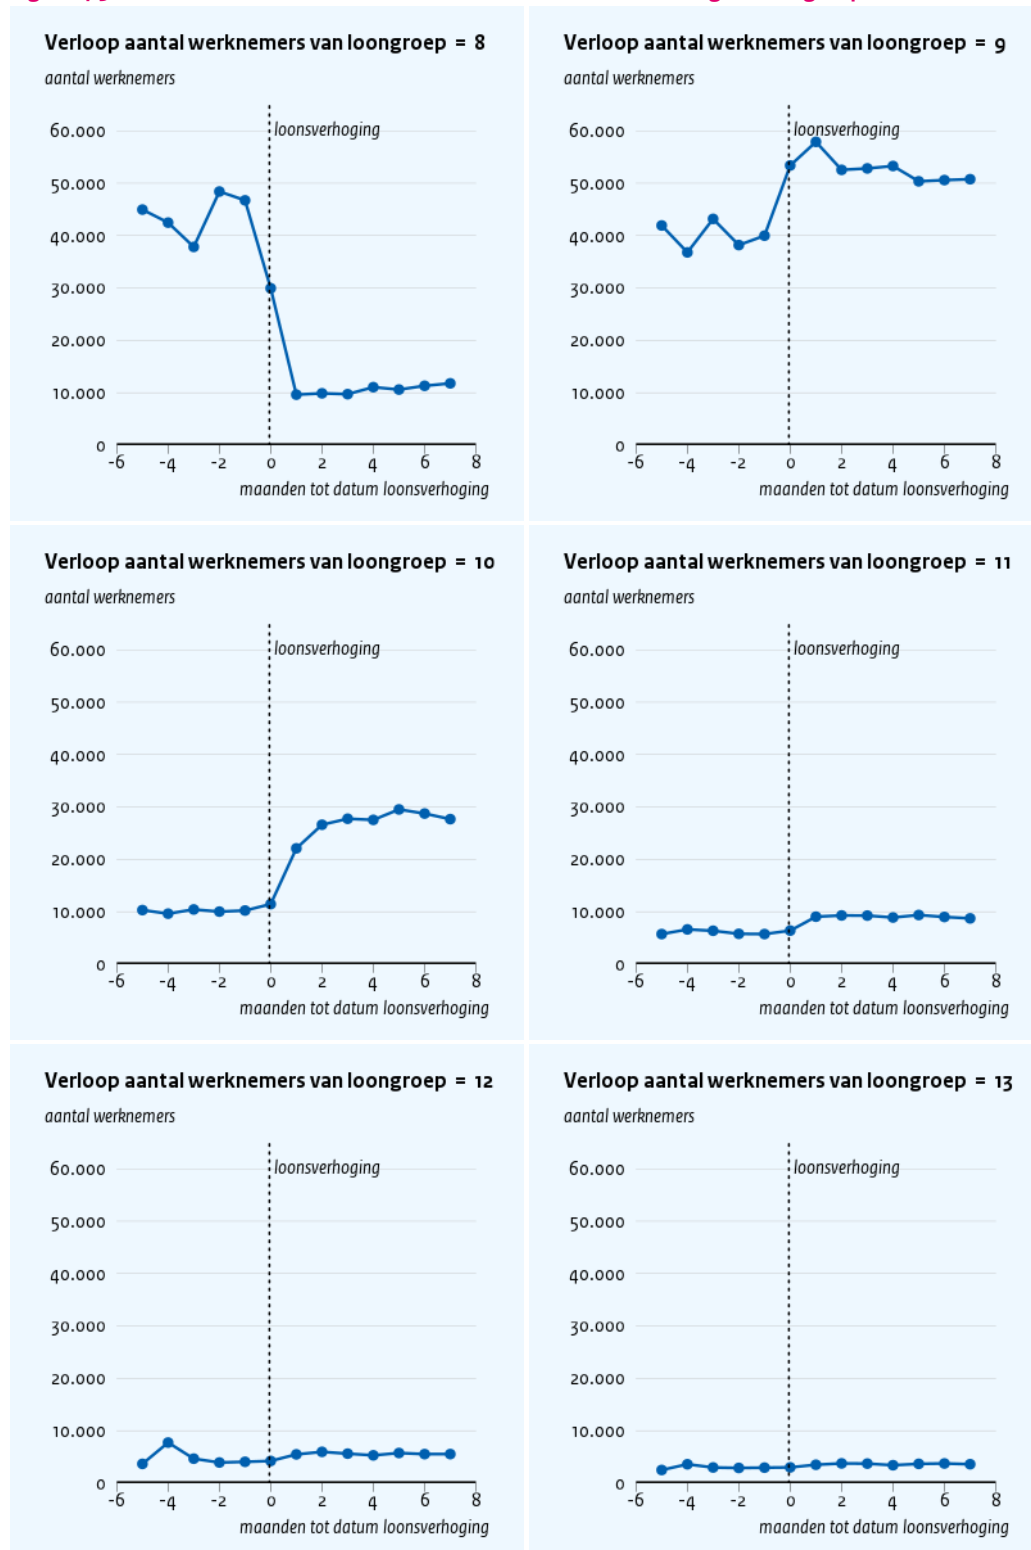 Verloop aantal werknemers van loongroep = 8
aantal werknemers
60.000
loonsverhoging
50.000
40.000
30.000
20.000
10.000
0
-6 -4 -2 0 2 4 6 8
maanden tot datum loonsverhoging
Verloop aantal werknemers van loongroep = 9
aantal werknemers
60.000
loonsverhoging
50.000
40.000
30.000
20.000
10.000
0
-6 -4 -2 0 2 4 6 8
maanden tot datum loonsverhoging
Verloop aantal werknemers van loongroep = 10
aantal werknemers
60.000
loonsverhoging
50.000
40.000
30.000
20.000
10.000
0
-6 -4 -2 0 2 4 6 8
maanden tot datum loonsverhoging
Verloop aantal werknemers van loongroep = 11
aantal werknemers
60.000
loonsverhoging
50.000
40.000
30.000
20.000
10.000
0
-6 -4 -2 0 2 4 6 8
maanden tot datum loonsverhoging
Verloop aantal werknemers van loongroep = 12
aantal werknemers
60.000
loonsverhoging
50.000
40.000
30.000
20.000
10.000
0
-6 -4 -2 0 2 4 6 8
maanden tot datum loonsverhoging
Verloop aantal werknemers van loongroep = 13
aantal werknemers
60.000
loonsverhoging
50.000
40.000
30.000
20.000
10.000
0
-6 -4 -2 0 2 4 6 8
maanden tot datum loonsverhoging